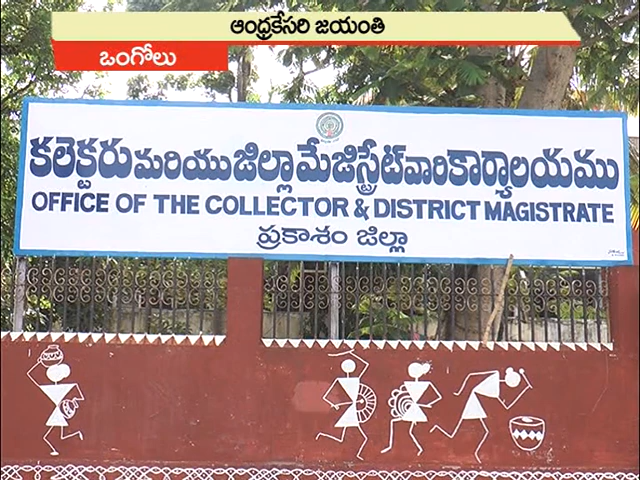 ఆంధ్రకేసరి జయంతి
ఒంగోలు
కలెక్టరు మరియు జిల్లా మేజిస్ట్రేట్ వారి కార్యాలయము
OFFICE OF THE COLLECTOR & DISTRICT MAGISTRATE
ప్రకాశం జిల్లా